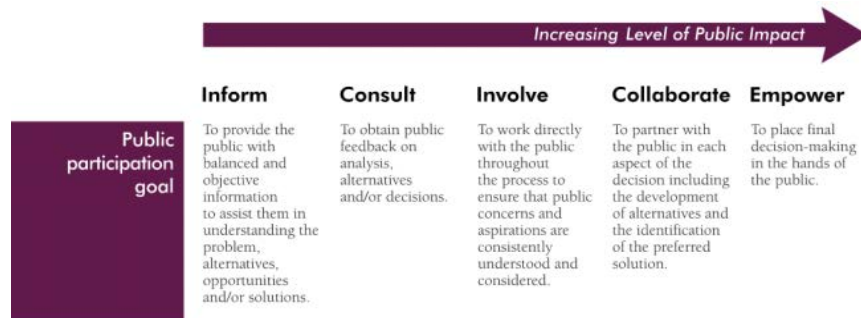 Increasing Level of Public Impact
Inform
Consult
Involve
Collaborate
Empower
Public
participation
goal
To provide the
public with
balanced and
objective
information
to assist them in
understanding the
problem,
alternatives,
opportunities
and/or solutions.
To obtain public
feedback on
analysis,
alternatives
and/or decisions.
To work directly
with the public
throughout
the process to
ensure that public
concerns and
aspirations are
consistently
understood and
considered.
To partner with
the public in each
aspect of the
decision including
the development
of alternatives and
the identification
of the preferred
solution.
To place final
decision-making
in the hands of
the public.